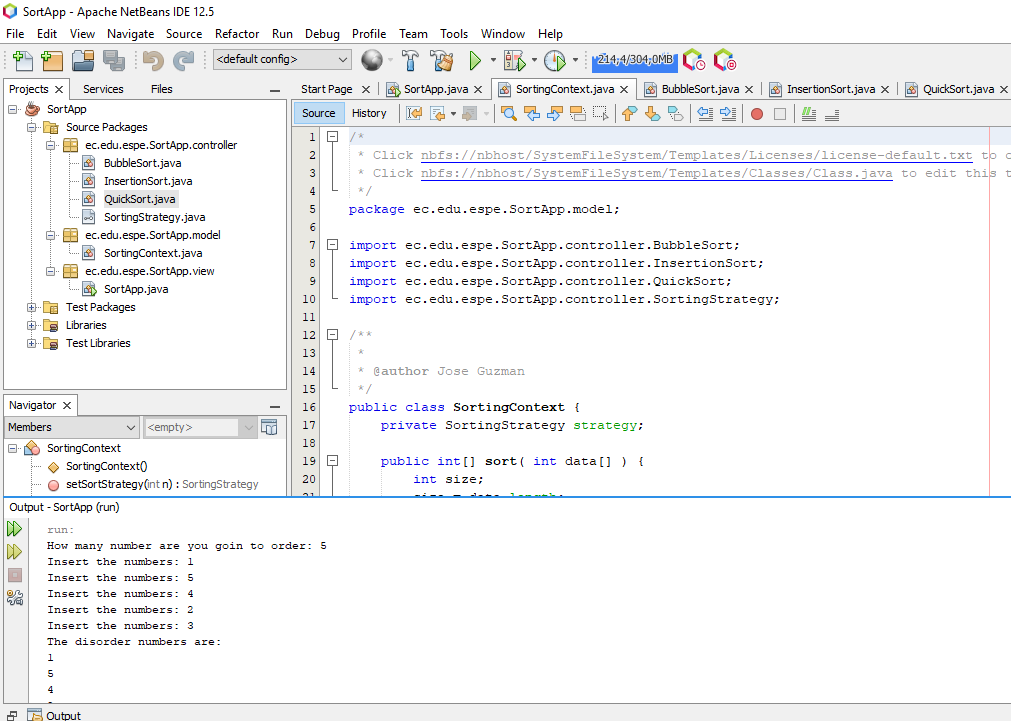 SortApp - Apache NetBeans IDE 12.5
File Edit View Navigate Source Refactor Run Debug Profile Team Tools Window Help
<default config>
214,4/304,0MB
Projects Services Files
SortApp
Source Packages
ec.edu.espe.SortApp.controller
BubbleSort.java
InsertionSort.java
QuickSort.java
SortingStrategy.java
ec.edu.espe.SortApp.model
SortingContext.java
ec.edu.espe.SortApp.view
SortApp.java
Test Packages
Libraries
Test Libraries
Start Page SortApp.java SortingContext.java BubbleSort.java InsertionSort.java QuickSort.java
Source History
1 /*
2 * Click nbfs://nbhost/SystemFileSystem/Templates/Licenses/license-default.txt to
3 * Click nbfs://nbhost/SystemFileSystem/Templates/Classes/Class.java to edit this
4 */
5 package ec.edu.espe.SortApp.model;
6
7 import ec.edu.espe.SortApp.controller.BubbleSort;
8 import ec.edu.espe.SortApp.controller.InsertionSort;
9 import ec.edu.espe.SortApp.controller.QuickSort;
10 import ec.edu.espe.SortApp.controller.SortingStrategy;
11
12 /**
13 *
14 * @author Jose Guzman
15 */
16 public class SortingContext {
17 private SortingStrategy strategy;
18
19 public int[] sort( int data[] ) {
20 int size;
21 size = data.length;
Navigator
Members <empty>
SortingContext
SortingContext()
setSortStrategy(int n) : SortingStrategy
Output - SortApp (run)
run:
How many number are you goin to order: 5
Insert the numbers: 1
Insert the numbers: 5
Insert the numbers: 4
Insert the numbers: 2
Insert the numbers: 3
The disorder numbers are:
1
5
4
Output